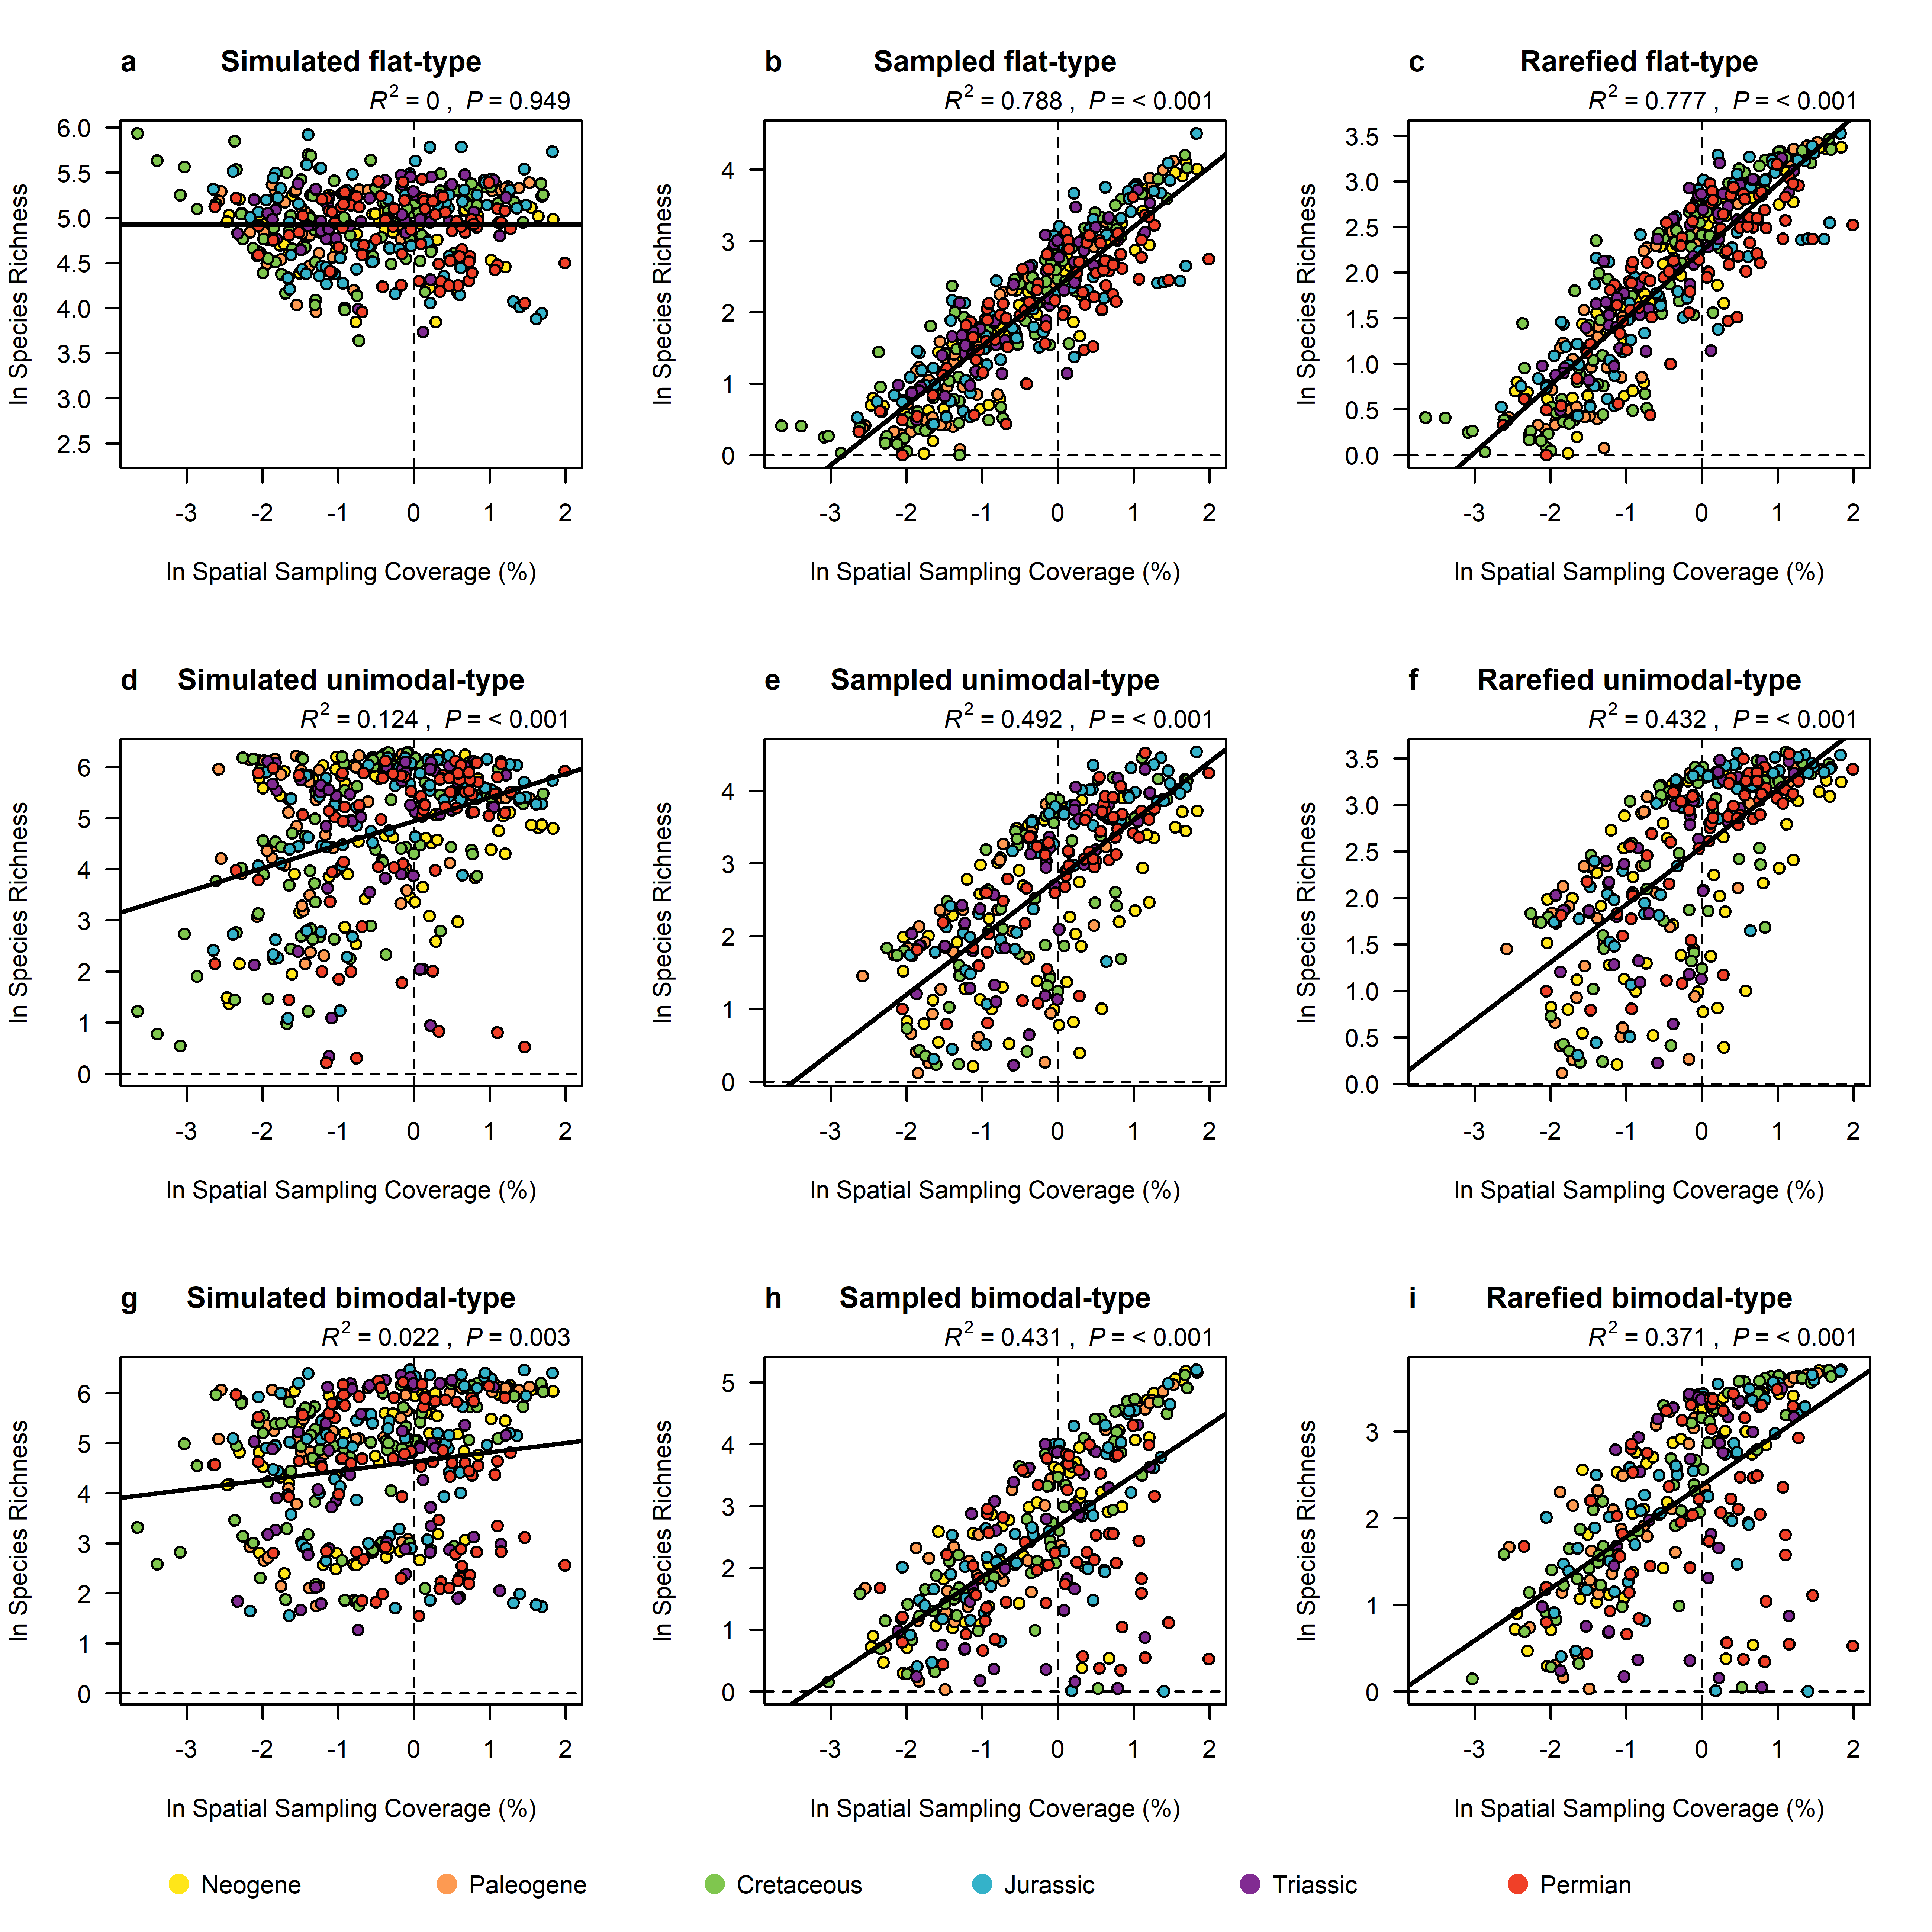 a Simulated flat-type
R² = 0 , P = 0.949
6.0
5.5
5.0
4.5
4.0
3.5
3.0
2.5
ln Species Richness
-3 -2 -1 0 1 2
ln Spatial Sampling Coverage (%)
b Sampled flat-type
R² = 0.788 , P = < 0.001
4
3
2
1
0
ln Species Richness
-3 -2 -1 0 1 2
ln Spatial Sampling Coverage (%)
c Rarefied flat-type
R² = 0.777 , P = < 0.001
3.5
3.0
2.5
2.0
1.5
1.0
0.5
0.0
ln Species Richness
-3 -2 -1 0 1 2
ln Spatial Sampling Coverage (%)
d Simulated unimodal-type
R² = 0.124 , P = < 0.001
6
5
4
3
2
1
0
ln Species Richness
-3 -2 -1 0 1 2
ln Spatial Sampling Coverage (%)
e Sampled unimodal-type
R² = 0.492 , P = < 0.001
4
3
2
1
0
ln Species Richness
-3 -2 -1 0 1 2
ln Spatial Sampling Coverage (%)
f Rarefied unimodal-type
R² = 0.432 , P = < 0.001
3.5
3.0
2.5
2.0
1.5
1.0
0.5
0.0
ln Species Richness
-3 -2 -1 0 1 2
ln Spatial Sampling Coverage (%)
g Simulated bimodal-type
R² = 0.022 , P = 0.003
6
5
4
3
2
1
0
ln Species Richness
-3 -2 -1 0 1 2
ln Spatial Sampling Coverage (%)
h Sampled bimodal-type
R² = 0.431 , P = < 0.001
5
4
3
2
1
0
ln Species Richness
-3 -2 -1 0 1 2
ln Spatial Sampling Coverage (%)
i Rarefied bimodal-type
R² = 0.371 , P = < 0.001
3
2
1
0
ln Species Richness
-3 -2 -1 0 1 2
ln Spatial Sampling Coverage (%)
Neogene Paleogene Cretaceous Jurassic Triassic Permian